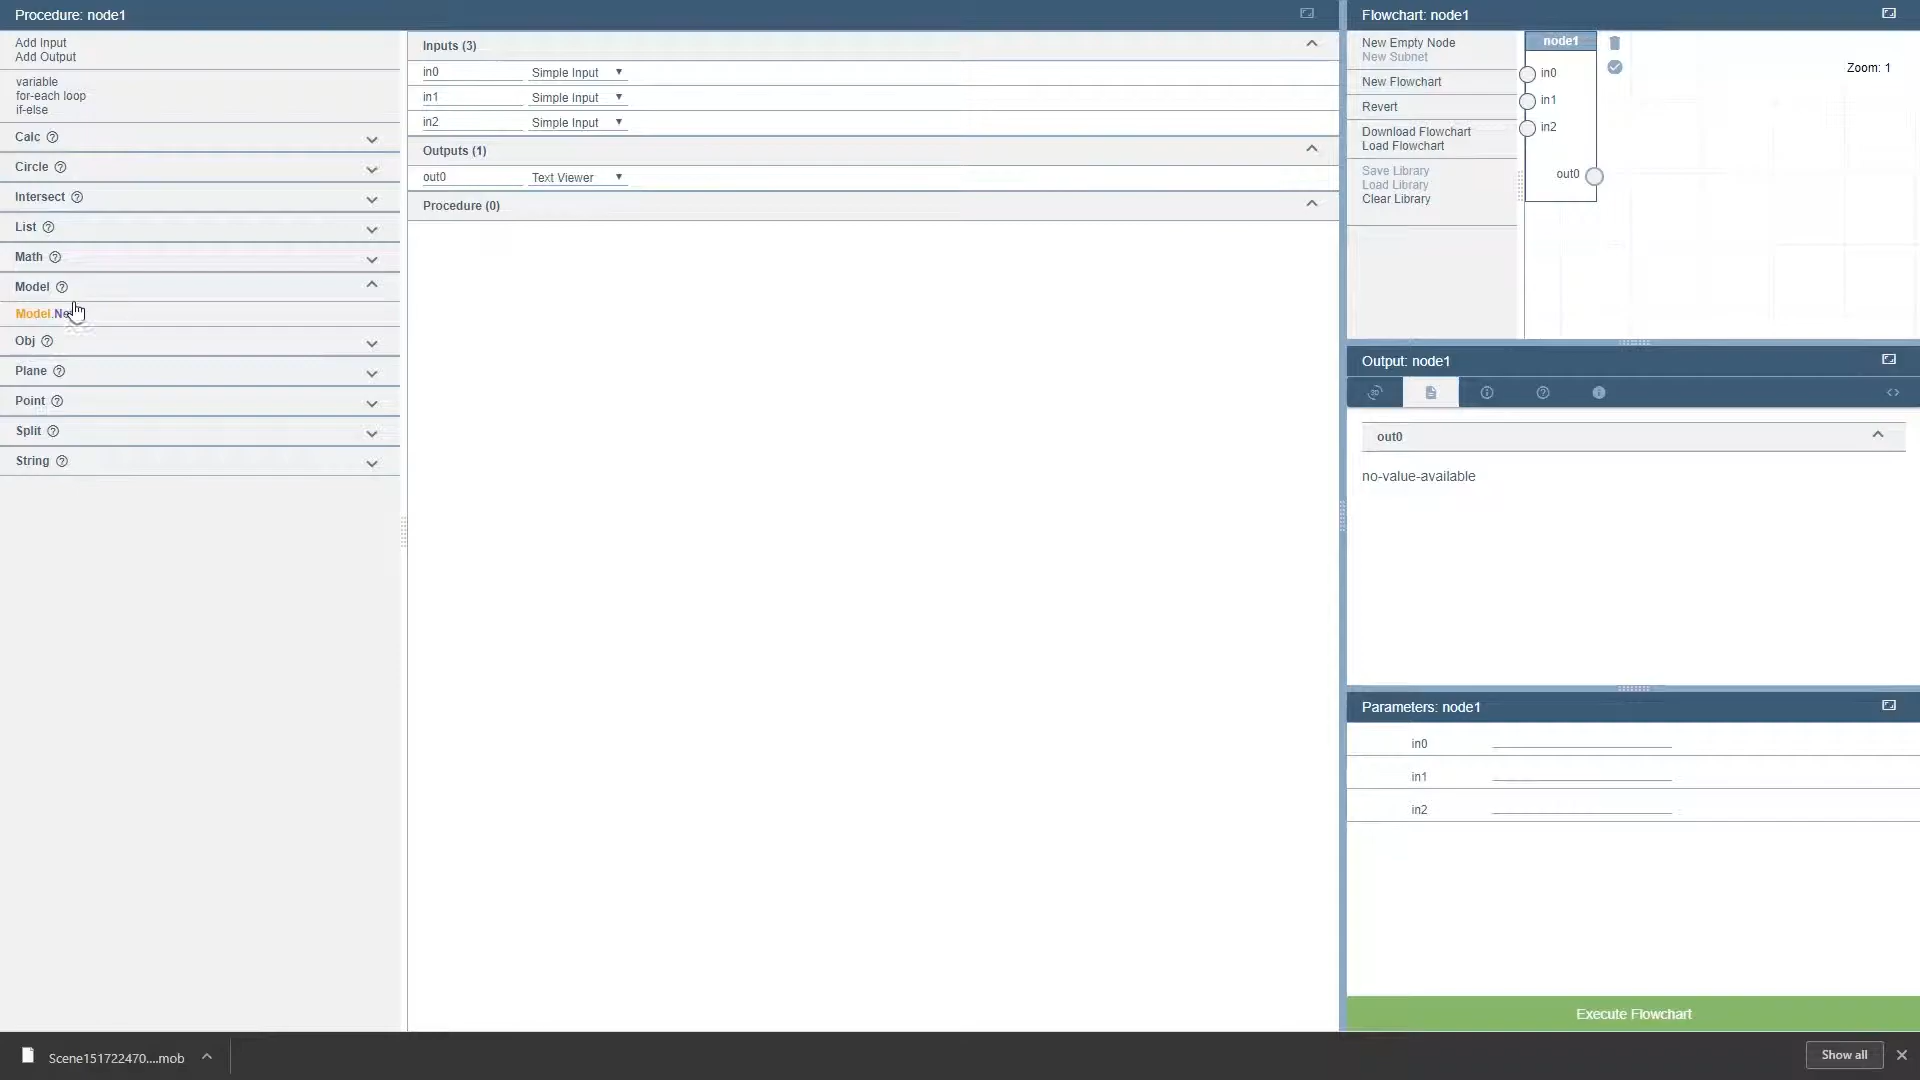 Procedure: node1
Add Input
Add Output
variable
for-each loop
if-else
Calc
Circle
Intersect
List
Math
Model
Model.Ne
Obj
Plane
Point
Split
String
Inputs (3)
in0 Simple Input
in1 Simple Input
in2 Simple Input
Outputs (1)
out0 Text Viewer
Procedure (0)
Flowchart: node1
New Empty Node
New Subnet
New Flowchart
Revert
Download Flowchart
Load Flowchart
Save Library
Load Library
Clear Library
node1
in0
in1
in2
out0
Zoom: 1
Output: node1
out0
no-value-available
Parameters: node1
in0
in1
in2
Execute Flowchart
Scene151722470....mob
Show all